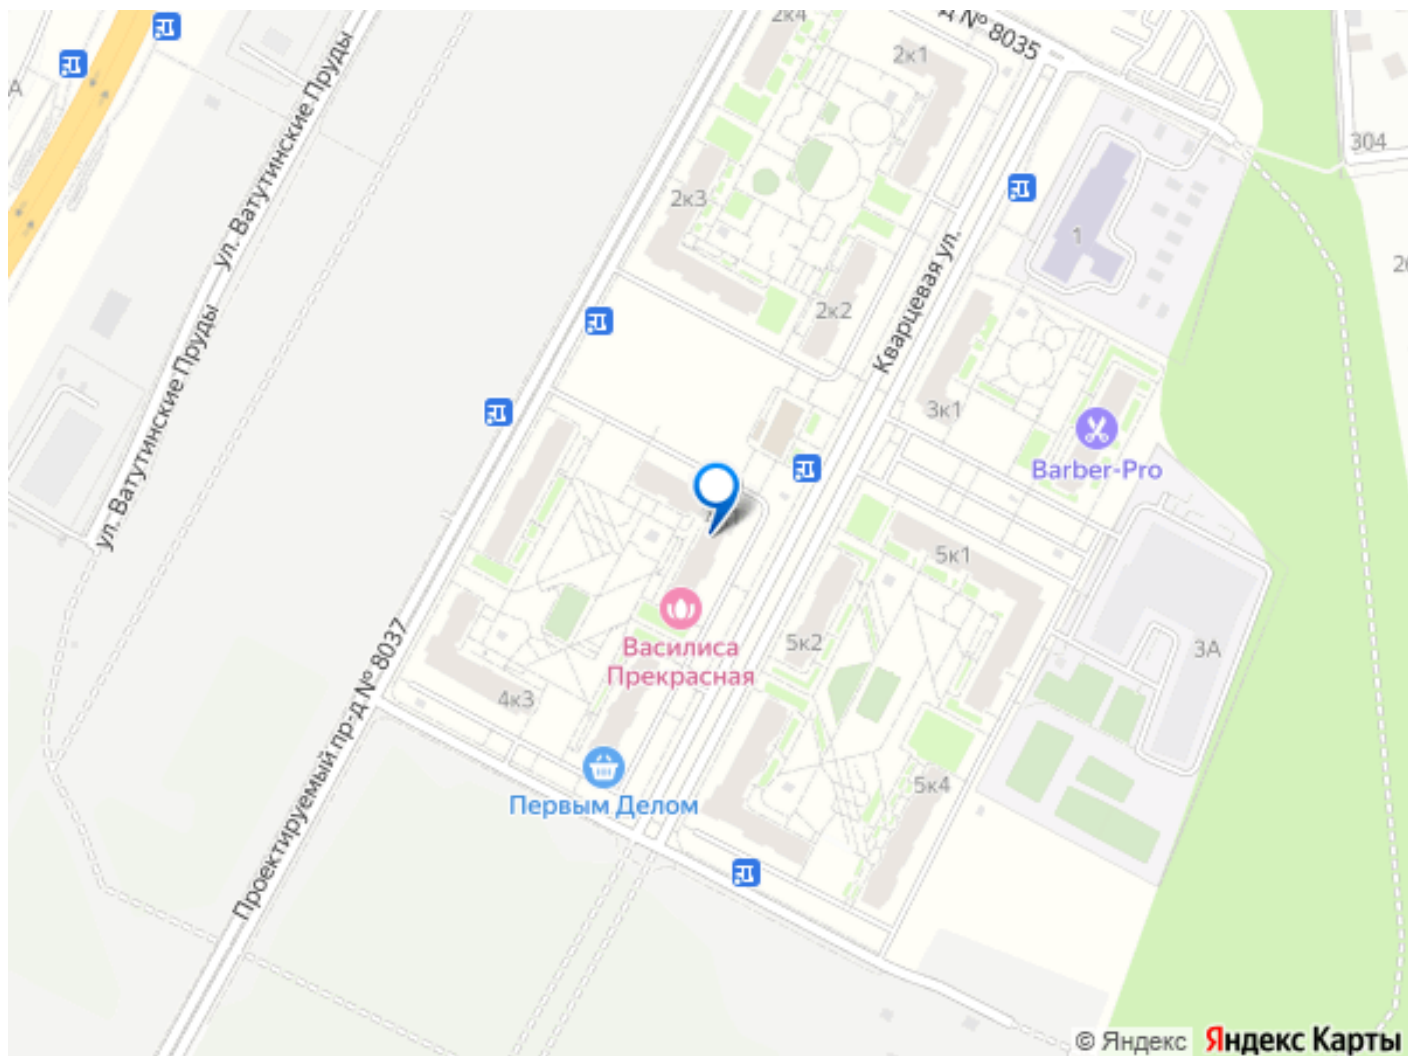 2к4
д № 8035
2к1
А
304
ул. Ватутинские Пруды
2к3
1
Кварцевая ул.
2к2
ул. Ватутинские Пруды
3к1
Barber-Pro
5к1
5к2
Василиса
Прекрасная
3А
Проектируемый пр-д № 8037
4к3
5к4
Первым Делом
© Яндекс Яндекс Карты